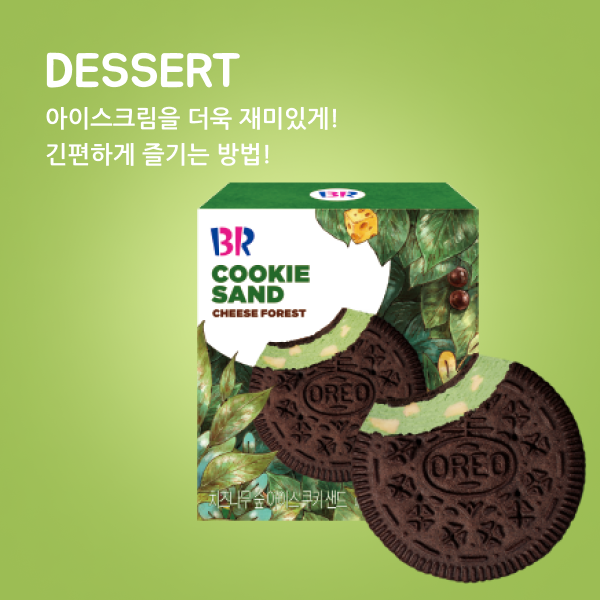 DESSERT
아이스크림을 더욱 재미있게!
긴편하게 즐기는 방법!
BR
BR
COOKIE
SAND
CHEESE FOREST
OREO
OREO
치즈나무 숲 아이스 쿠키 샌드